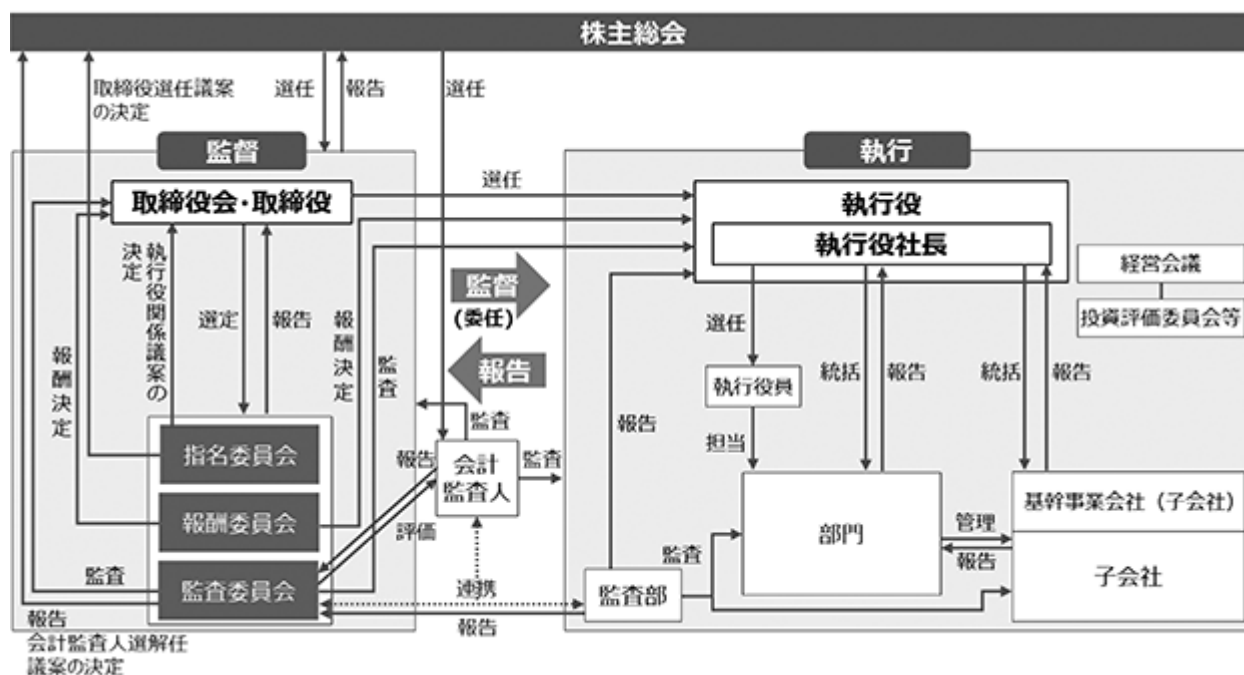 株主総会
取締役選任議案
の決定
選任
報告
選任
監督
執行
取締役会・取締役
選任
執行役
執行役社長
経営会議
投資評価委員会等
執行役関係議案の
決定
選定
報告
報酬決定
報酬決定
監査
監督
(委任)
報告
報告
選任
執行役員
担当
統括
報告
統括
報告
指名委員会
報酬委員会
監査委員会
監査
会計
監査人
監査
報告
評価
監査
連携
報告
監査部
監査
部門
管理
報告
基幹事業会社（子会社）
子会社
監査
報告
会計監査人選解任
議案の決定